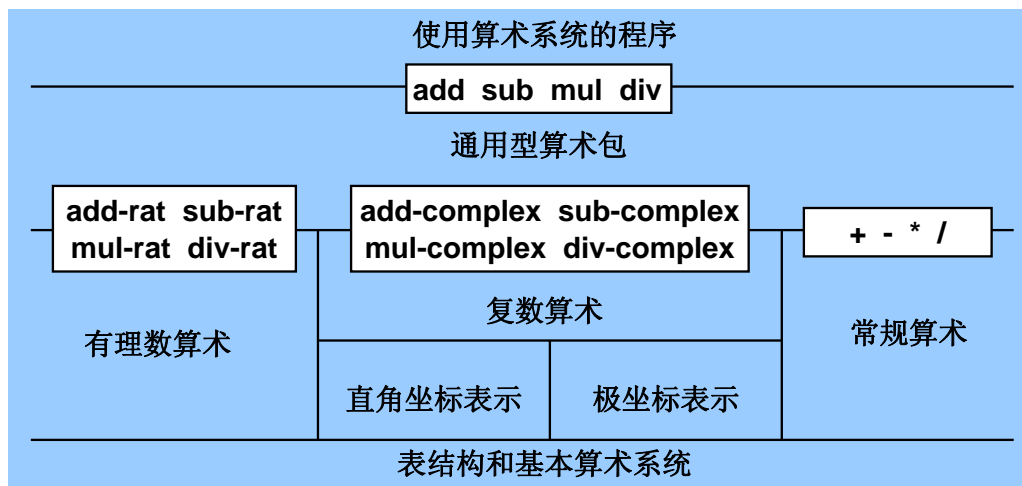 使用算术系统的程序
add sub mul div
通用型算术包
add-rat sub-rat
mul-rat div-rat
add-complex sub-complex
mul-complex div-complex
+ - * /
有理数算术
复数算术
常规算术
直角坐标表示
极坐标表示
表结构和基本算术系统